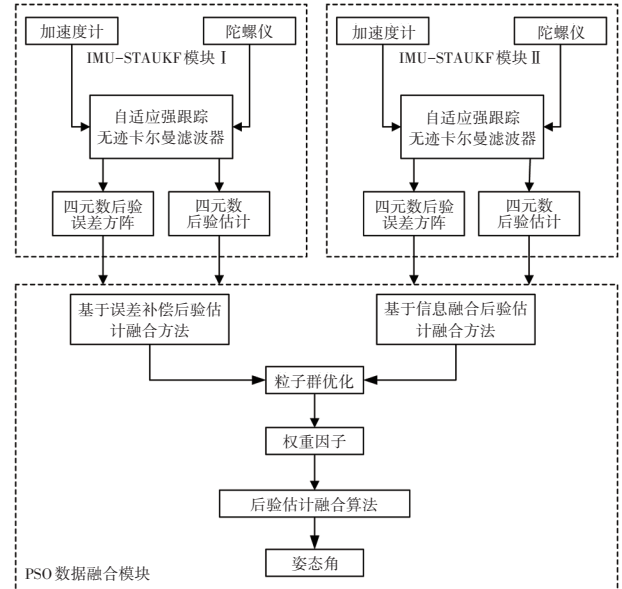 加速度计
陀螺仪
IMU-STAUKF模块Ⅰ
自适应强跟踪
无迹卡尔曼滤波器
四元数后验
误差方阵
四元数
后验估计
加速度计
陀螺仪
IMU-STAUKF模块Ⅱ
自适应强跟踪
无迹卡尔曼滤波器
四元数后验
误差方阵
四元数
后验估计
基于误差补偿后验估
计融合方法
基于信息融合后验估
计融合方法
粒子群优化
权重因子
后验估计融合算法
姿态角
PSO数据融合模块